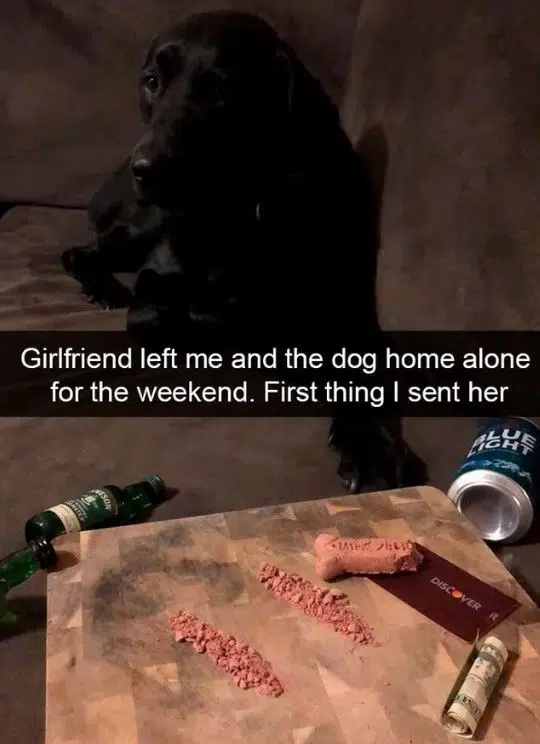 Girlfriend left me and the dog home alone
for the weekend. First thing I sent her
BLUE
LIGHT
DISCOVER